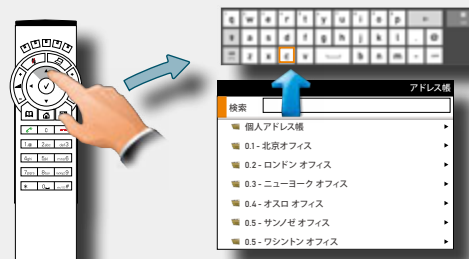 q w e r t y u i o p
a s d f g h j k l . @
z x c v b n m
アドレス帳
検索
個人アドレス帳
0.1 - 北京オフィス
0.2 - ロンドン オフィス
0.3 - ニューヨーク オフィス
0.4 - オスロ オフィス
0.5 - サンノゼ オフィス
0.5 - ワシントン オフィス